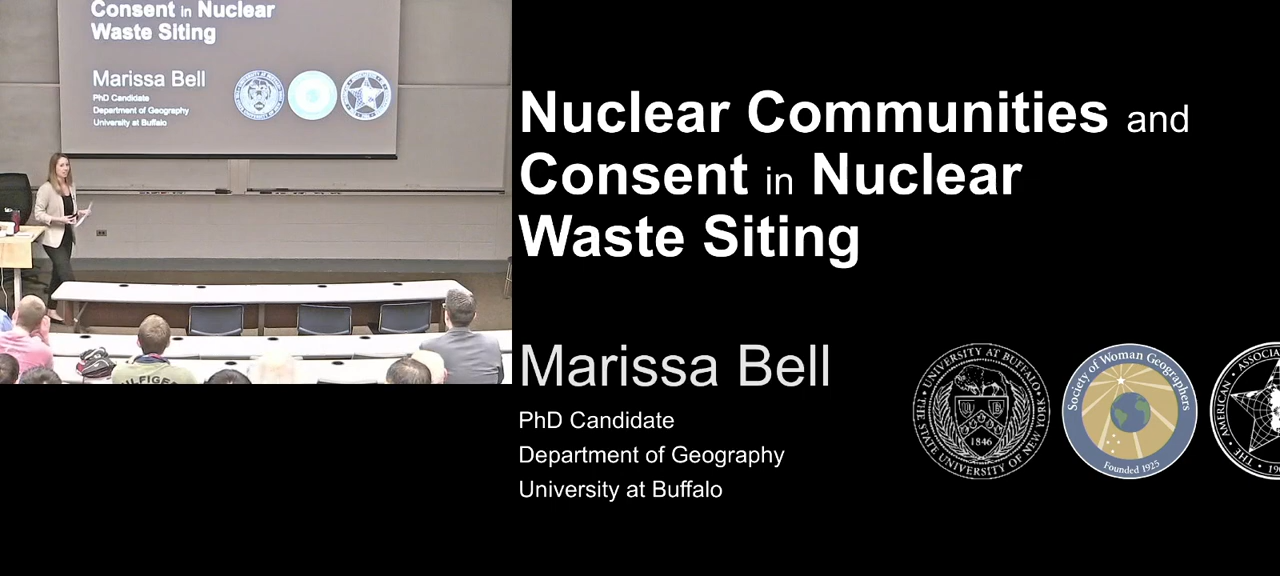 Consent in Nuclear
Waste Siting
Marissa Bell
PhD Candidate
Department of Geography
University at Buffalo
Nuclear Communities and
Consent in Nuclear
Waste Siting
Marissa Bell
PhD Candidate
Department of Geography
University at Buffalo
UNIVERSITY AT BUFFALO
THE STATE UNIVERSITY OF NEW YORK
1846
Society of Woman Geographers
Founded 1925
THE AMERICAN